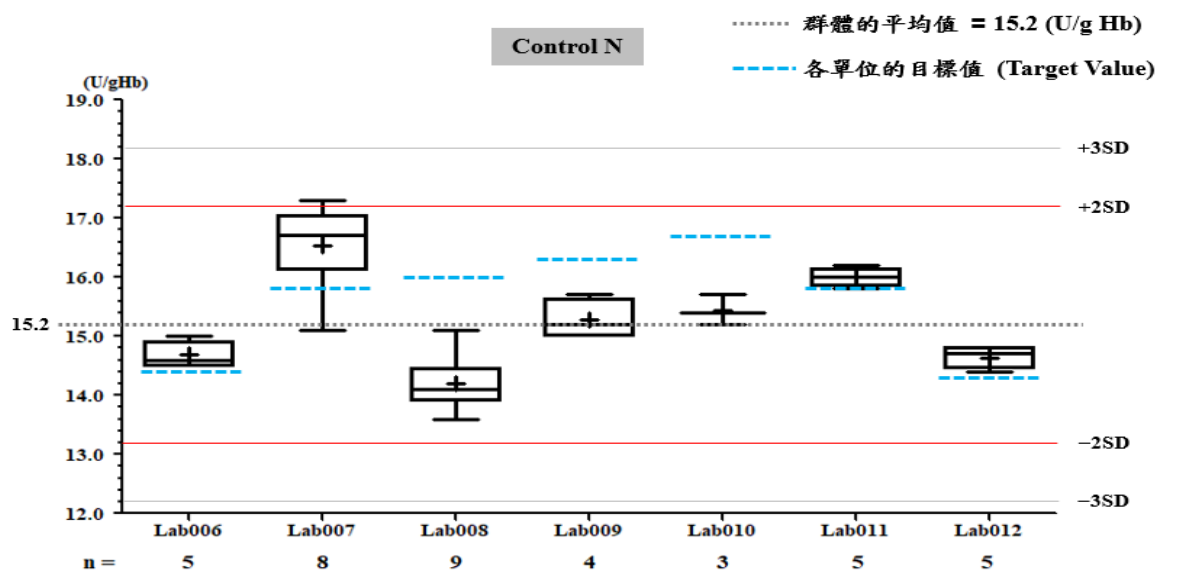 群體的平均值 = 15.2 (U/g Hb)
Control N
各單位的目標值 (Target Value)
(U/gHb)
19.0
+3SD
18.0
+2SD
17.0
16.0
15.2
15.0
14.0
13.0
−2SD
−3SD
12.0
Lab006 Lab007 Lab008 Lab009 Lab010 Lab011 Lab012
n = 5 8 9 4 3 5 5